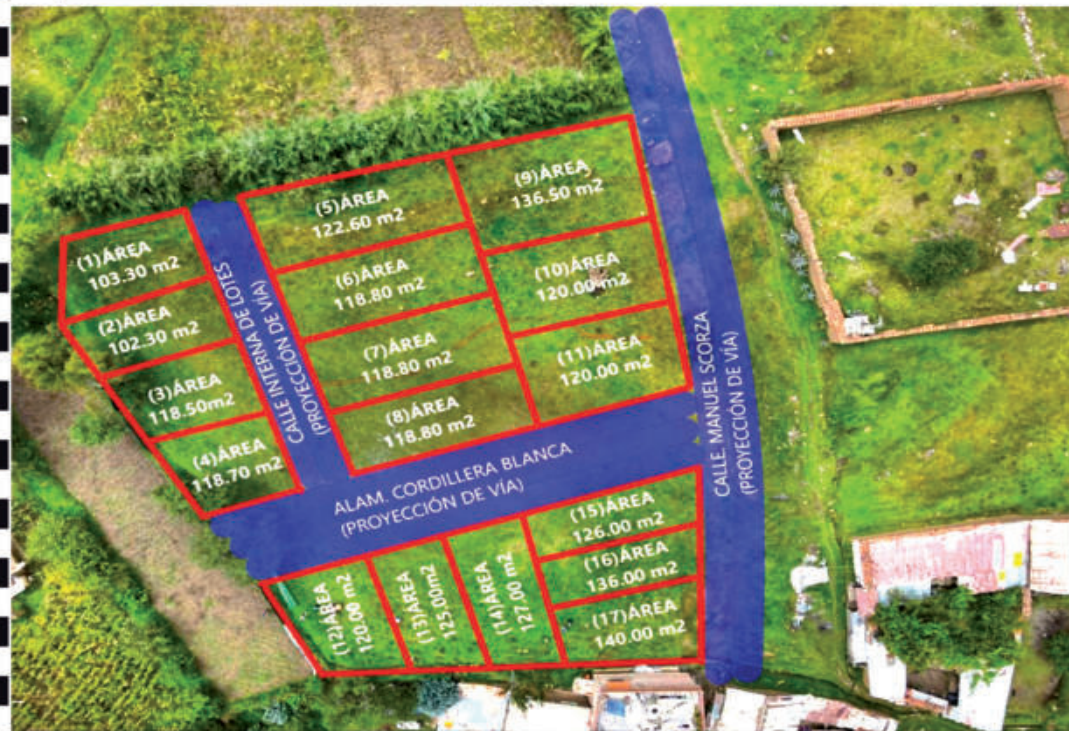 (1)ÁREA
103.30 m2
(2)ÁREA
102.30 m2
(3)ÁREA
118.50m2
(4)ÁREA
118.70 m2
CALLE INTERNA DE LOTES
(PROYECCIÓN DE VÍA)
(5)ÁREA
122.60 m2
(6)ÁREA
118.80 m2
(7)ÁREA
118.80 m2
(8)ÁREA
118.80 m2
(9)ÁREA
136.50 m2
(10)ÁREA
120.00 m2
(11)ÁREA
120.00 m2
CALLE. MANUEL SCORZA
(PROYECCIÓN DE VÍA)
ALAM. CORDILLERA BLANCA
(PROYECCIÓN DE VÍA)
(12)ÁREA
120.00 m2
(13)ÁREA
125.00m2
(14)ÁREA
127.00 m2
(15)ÁREA
126.00 m2
(16)ÁREA
136.00 m2
(17)ÁREA
140.00 m2